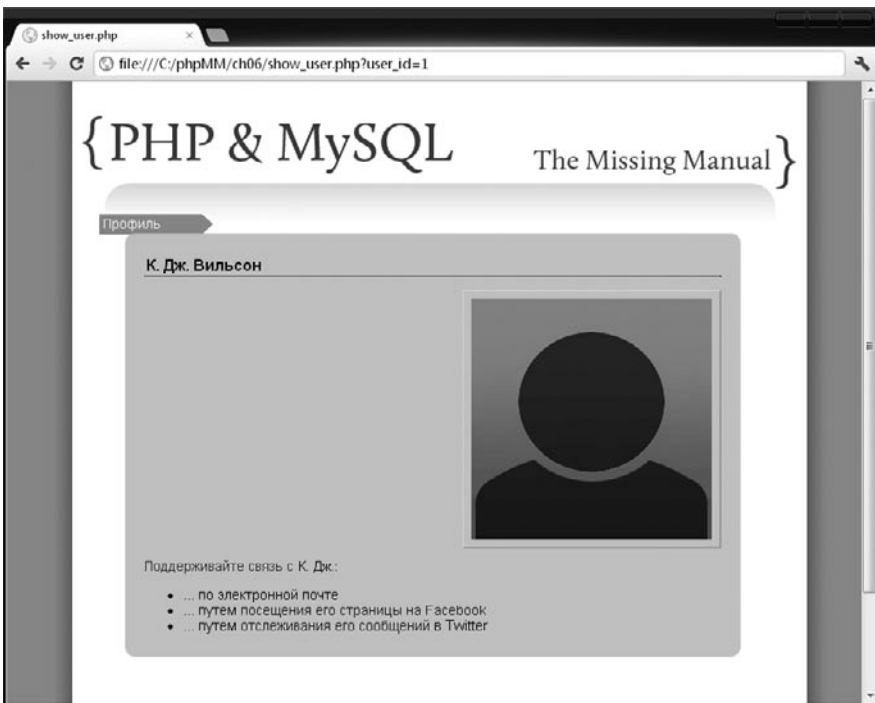 show_user.php
file:///C:/phpMM/ch06/show_user.php?user_id=1
{PHP & MySQL
The Missing Manual}
Профиль
К. Дж. Вильсон
Поддерживайте связь с К. Дж.:
• ... по электронной почте
• ... путем посещения его страницы на Facebook
• ... путем отслеживания его сообщений в Twitter